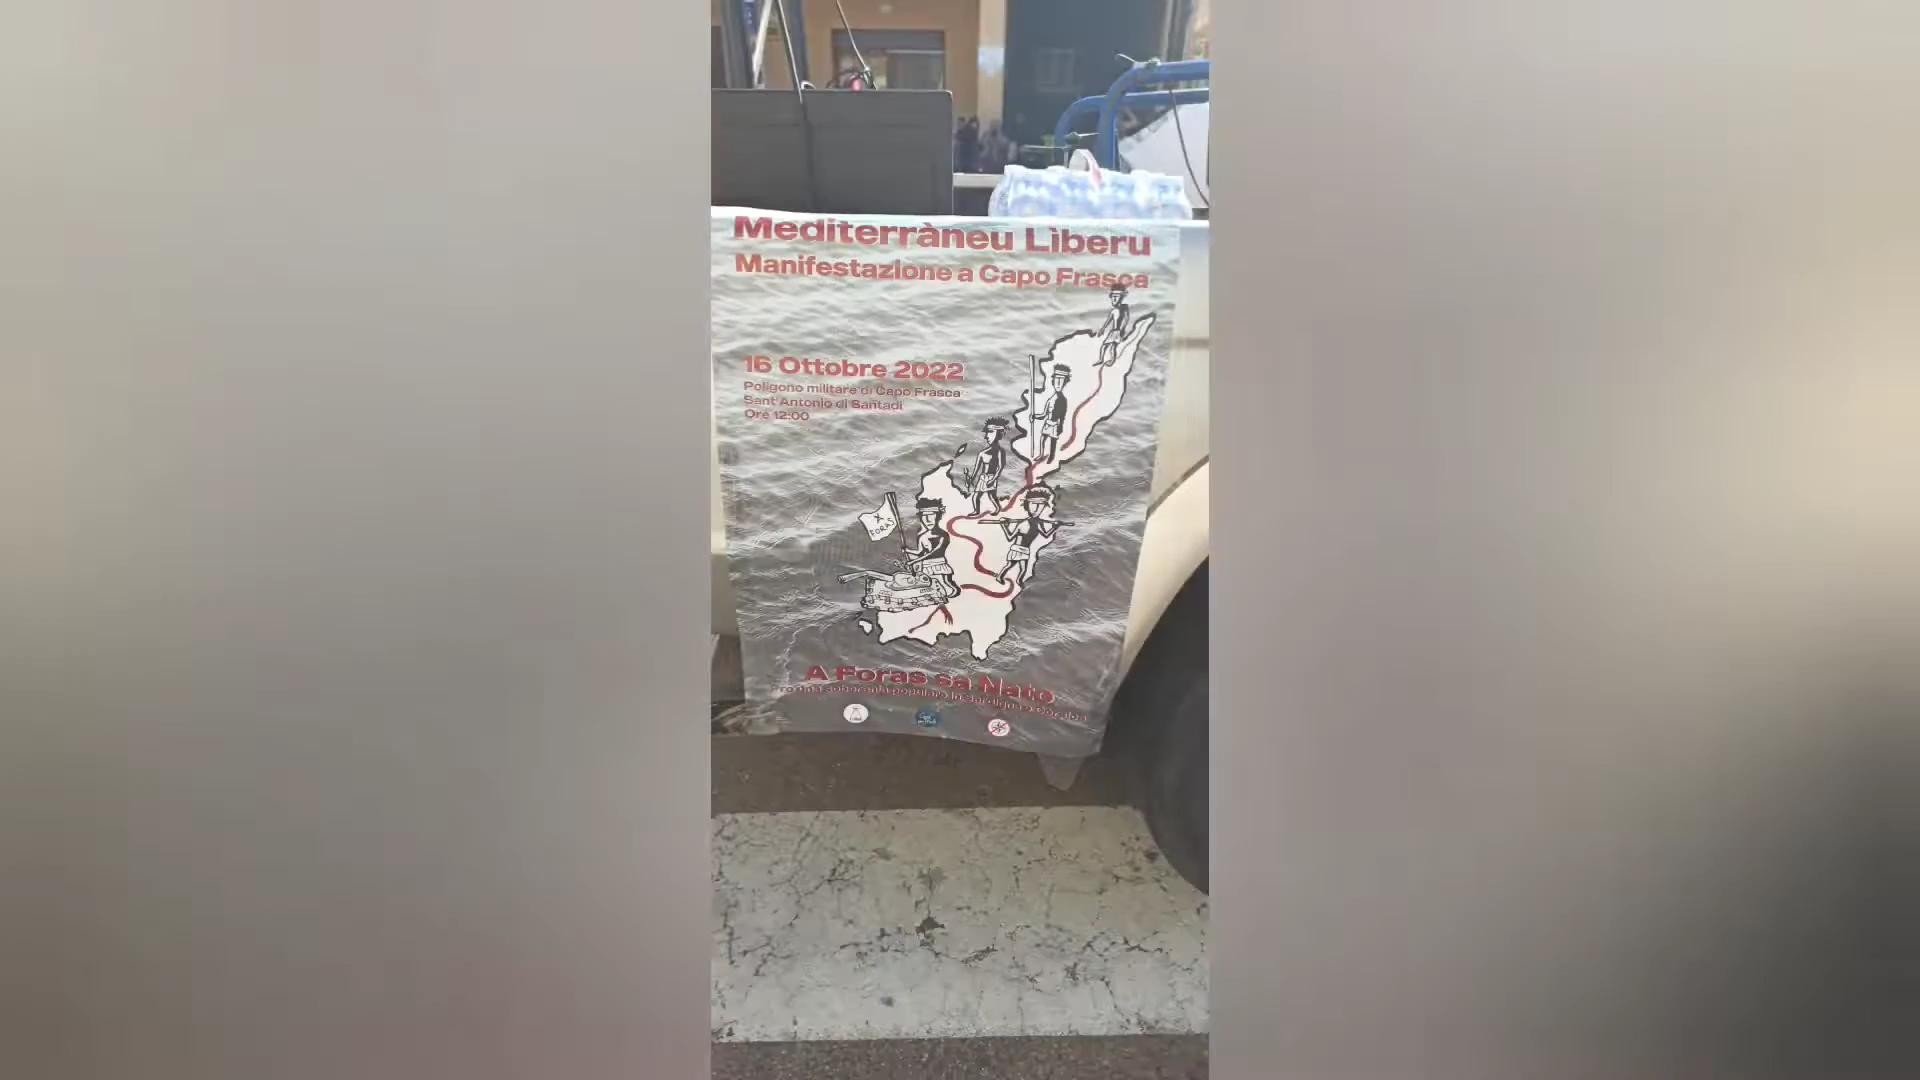 Mediterràneu Lìberu
Manifestazione a Capo Frasca
16 Ottobre 2022
Poligono militare di Capo Frasca
Sant'Antonio di Santadi
Ore 12:00
X
FORAS
A Foras sa Nato